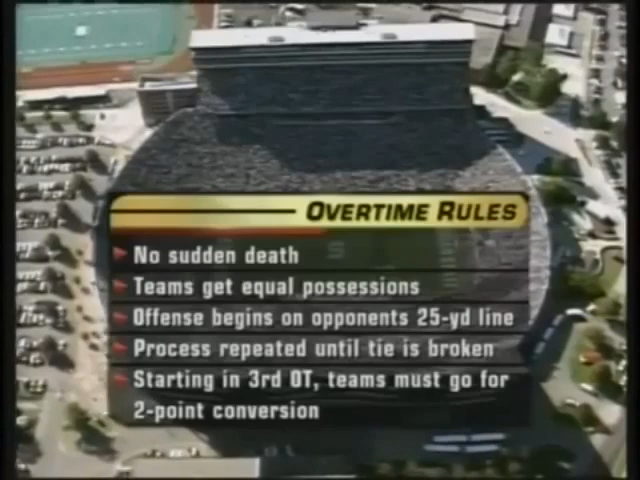 OVERTIME RULES
No sudden death
Teams get equal possessions
Offense begins on opponents 25-yd line
Process repeated until tie is broken
Starting in 3rd OT, teams must go for
2-point conversion